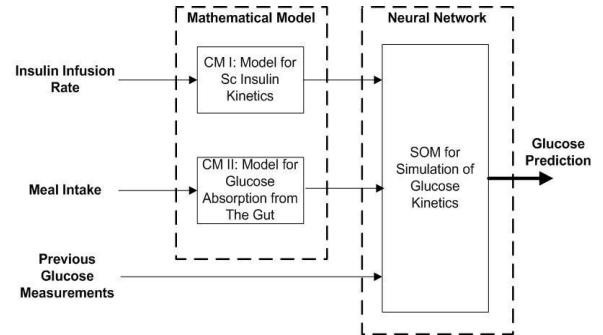 Mathematical Model
Neural Network
Insulin Infusion
Rate
CM I: Model for
Sc Insulin
Kinetics
Meal Intake
CM II: Model for
Glucose
Absorption from
The Gut
Previous
Glucose
Measurements
SOM for
Simulation of
Glucose
Kinetics
Glucose
Prediction